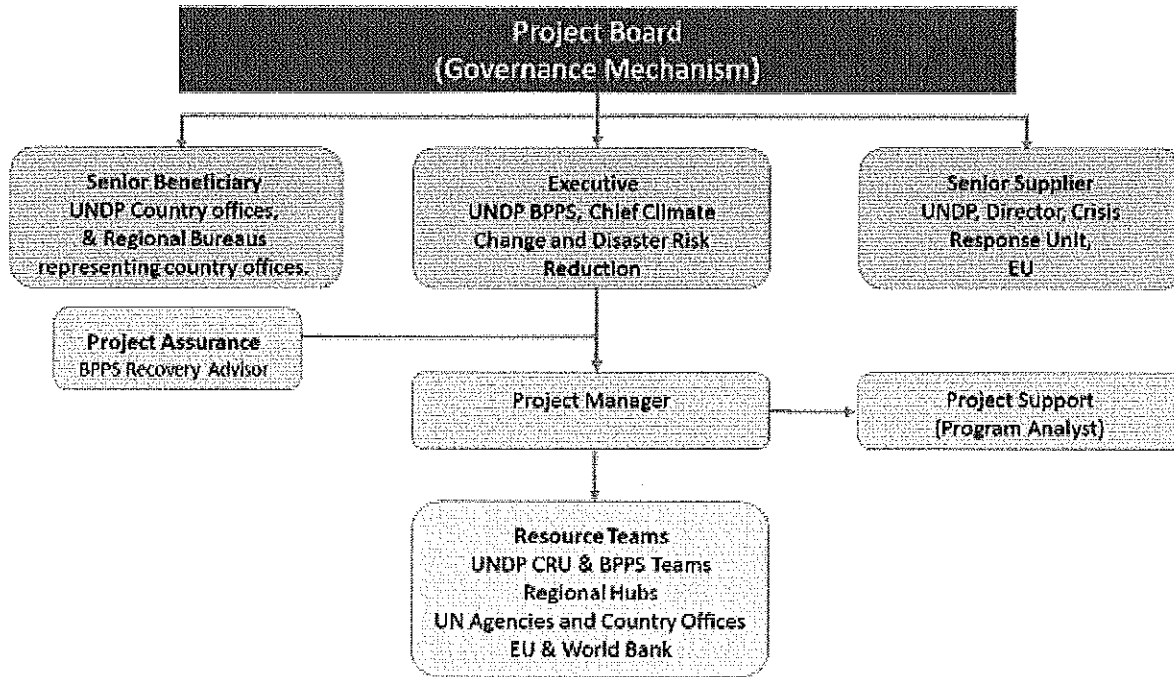 Project Board
(Governance Mechanism)
Senior Beneficiary
UNDP Country offices,
& Regional Bureaus
representing country offices.
Executive
UNDP BPPS, Chief Climate
Change and Disaster Risk
Reduction
Senior Supplier
UNDP, Director, Crisis
Response Unit,
EU
Project Assurance
BPPS Recovery Advisor
Project Manager
Project Support
(Program Analyst)
Resource Teams
UNDP CRU & BPPS Teams
Regional Hubs
UN Agencies and Country Offices
EU & World Bank